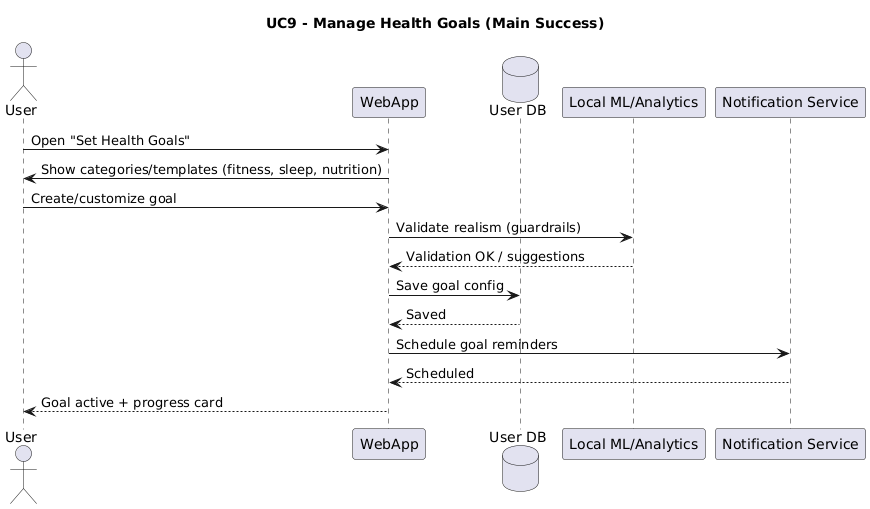 UC9 - Manage Health Goals (Main Success)
User
WebApp
User DB
Local ML/Analytics
Notification Service
Open "Set Health Goals"
Show categories/templates (fitness, sleep, nutrition)
Create/customize goal
Validate realism (guardrails)
Validation OK / suggestions
Save goal config
Saved
Schedule goal reminders
Scheduled
Goal active + progress card
User
WebApp
User DB
Local ML/Analytics
Notification Service